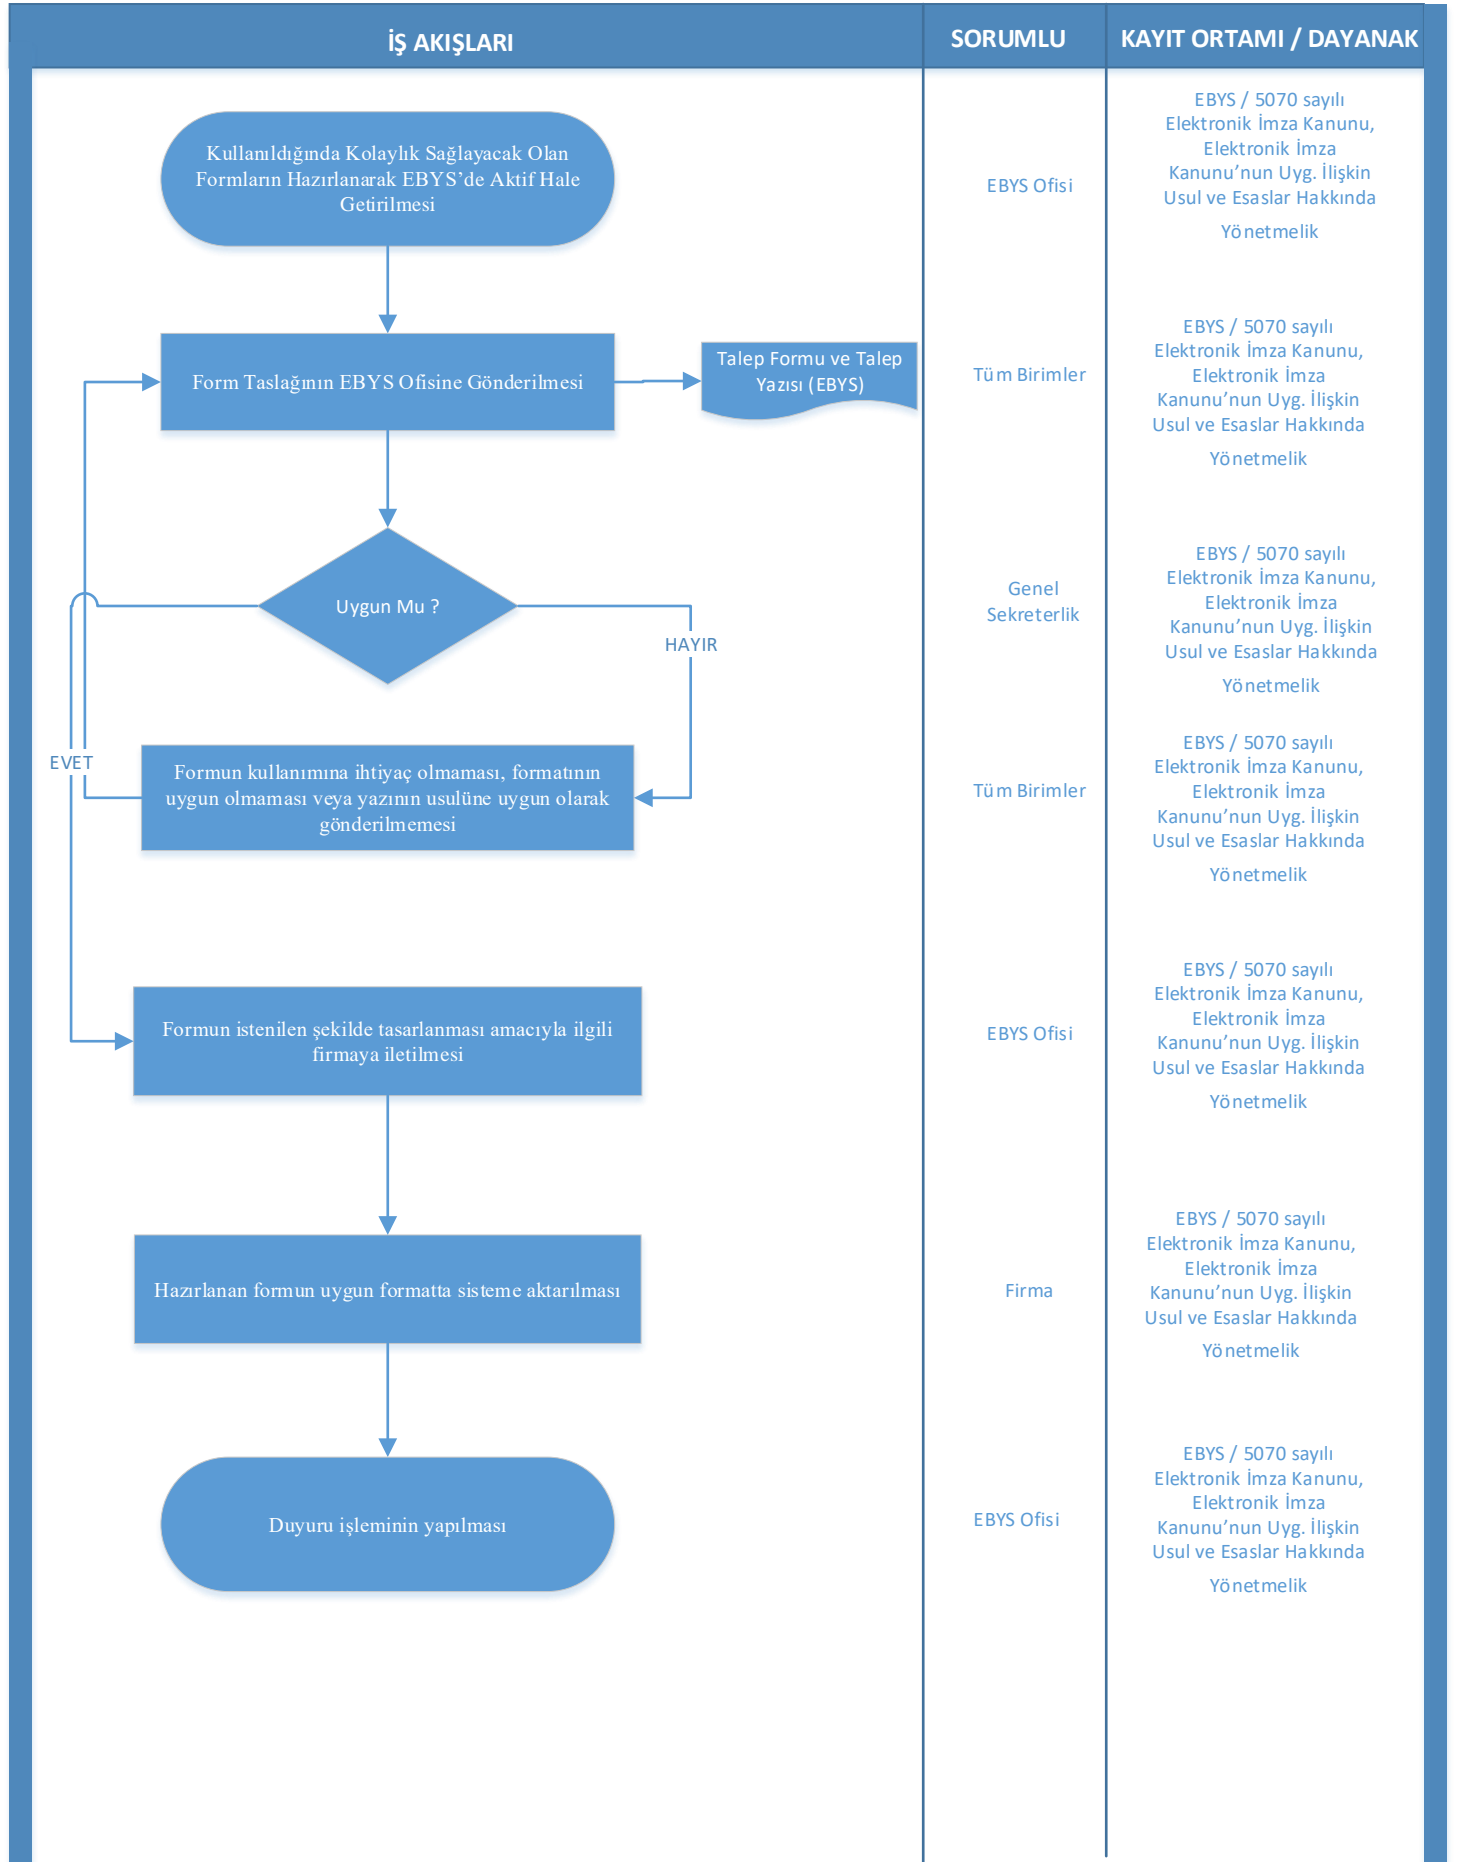 İŞ AKIŞLARI
SORUMLU
KAYIT ORTAMI / DAYANAK
Kullanıldığında Kolaylık Sağlayacak Olan
Formların Hazırlanarak EBYS’de Aktif Hale
Getirilmesi
EBYS Ofisi
EBYS / 5070 sayılı
Elektronik İmza Kanunu,
Elektronik İmza
Kanunu’nun Uyg. İlişkin
Usul ve Esaslar Hakkında
Yönetmelik
Form Taslağının EBYS Ofisine Gönderilmesi
Talep Formu ve Talep
Yazısı (EBYS)
Tüm Birimler
EBYS / 5070 sayılı
Elektronik İmza Kanunu,
Elektronik İmza
Kanunu’nun Uyg. İlişkin
Usul ve Esaslar Hakkında
Yönetmelik
Uygun Mu ?
HAYIR
EVET
Genel
Sekreterlik
EBYS / 5070 sayılı
Elektronik İmza Kanunu,
Elektronik İmza
Kanunu’nun Uyg. İlişkin
Usul ve Esaslar Hakkında
Yönetmelik
Formun kullanımına ihtiyaç olmaması, formatının
uygun olmaması veya yazının usulüne uygun olarak
gönderilmemesi
Tüm Birimler
EBYS / 5070 sayılı
Elektronik İmza Kanunu,
Elektronik İmza
Kanunu’nun Uyg. İlişkin
Usul ve Esaslar Hakkında
Yönetmelik
Formun istenilen şekilde tasarlanması amacıyla ilgili
firmaya iletilmesi
EBYS Ofisi
EBYS / 5070 sayılı
Elektronik İmza Kanunu,
Elektronik İmza
Kanunu’nun Uyg. İlişkin
Usul ve Esaslar Hakkında
Yönetmelik
Hazırlanan formun uygun formatta sisteme aktarılması
Firma
EBYS / 5070 sayılı
Elektronik İmza Kanunu,
Elektronik İmza
Kanunu’nun Uyg. İlişkin
Usul ve Esaslar Hakkında
Yönetmelik
Duyuru işleminin yapılması
EBYS Ofisi
EBYS / 5070 sayılı
Elektronik İmza Kanunu,
Elektronik İmza
Kanunu’nun Uyg. İlişkin
Usul ve Esaslar Hakkında
Yönetmelik